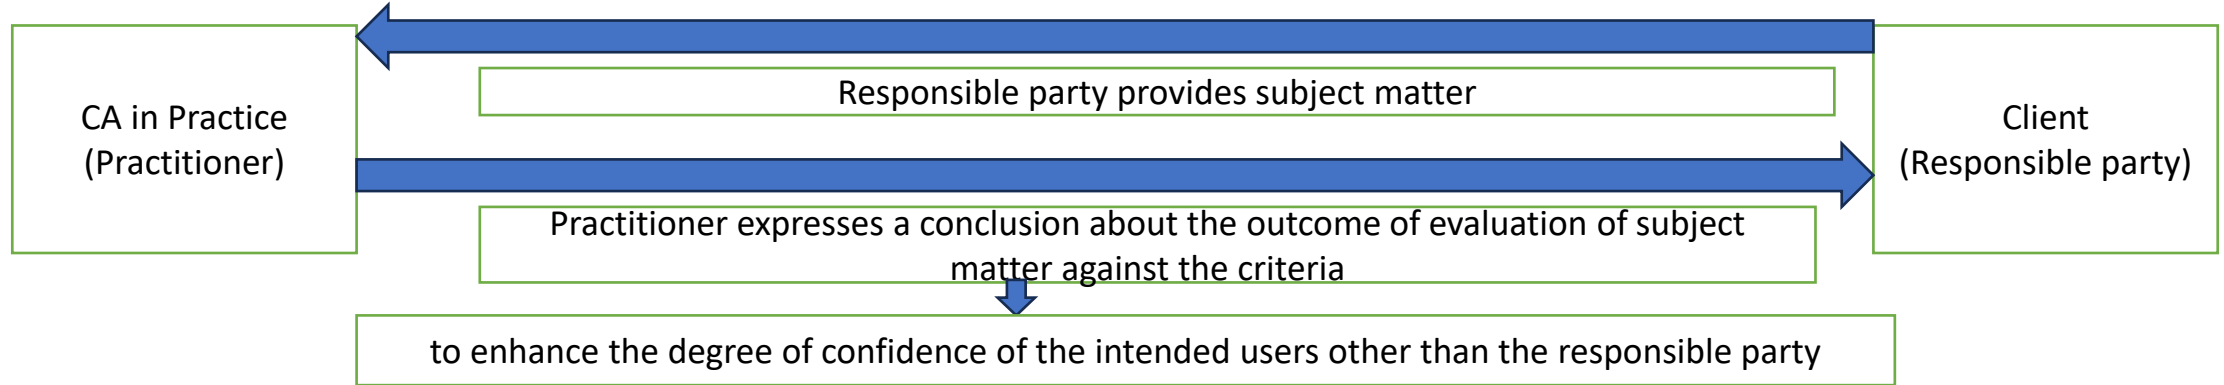 CA in Practice
(Practitioner)
Responsible party provides subject matter
Client
(Responsible party)
Practitioner expresses a conclusion about the outcome of evaluation of subject
matter against the criteria
to enhance the degree of confidence of the intended users other than the responsible party